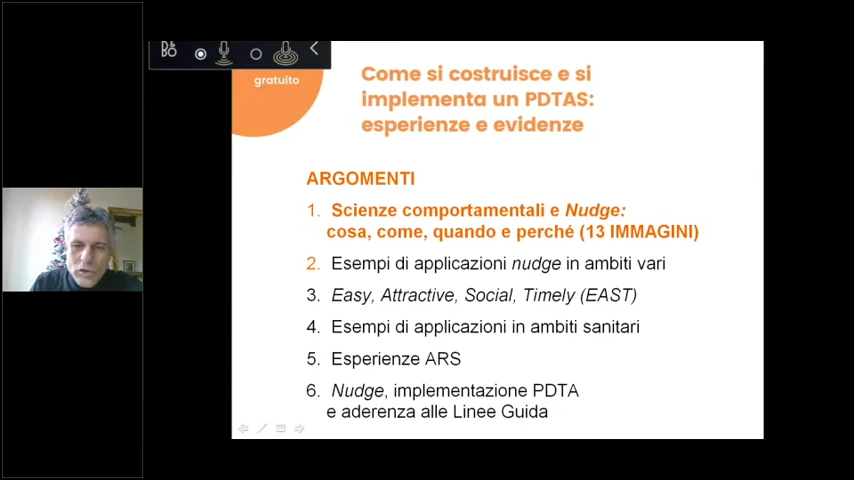 gratuito
Come si costruisce e si
implementa un PDTAS:
esperienze e evidenze
ARGOMENTI
1. Scienze comportamentali e Nudge:
cosa, come, quando e perché (13 IMMAGINI)
2. Esempi di applicazioni nudge in ambiti vari
3. Easy, Attractive, Social, Timely (EAST)
4. Esempi di applicazioni in ambiti sanitari
5. Esperienze ARS
6. Nudge, implementazione PDTA
e aderenza alle Linee Guida